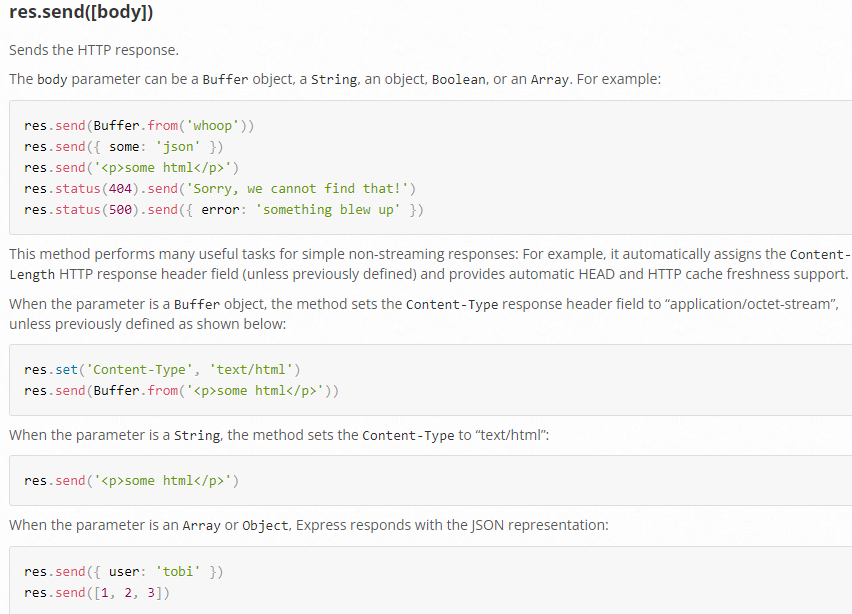 res.send([body])
Sends the HTTP response.
The body parameter can be a Buffer object, a String, an object, Boolean, or an Array. For example:
res.send(Buffer.from('whoop'))
res.send({ some: 'json' })
res.send('<p>some html</p>')
res.status(404).send('Sorry, we cannot find that!')
res.status(500).send({ error: 'something blew up' })
This method performs many useful tasks for simple non-streaming responses: For example, it automatically assigns the Content-
Length HTTP response header field (unless previously defined) and provides automatic HEAD and HTTP cache freshness support.
When the parameter is a Buffer object, the method sets the Content-Type response header field to “application/octet-stream”,
unless previously defined as shown below:
res.set('Content-Type', 'text/html')
res.send(Buffer.from('<p>some html</p>'))
When the parameter is a String, the method sets the Content-Type to “text/html”:
res.send('<p>some html</p>')
When the parameter is an Array or Object, Express responds with the JSON representation:
res.send({ user: 'tobi' })
res.send([1, 2, 3])